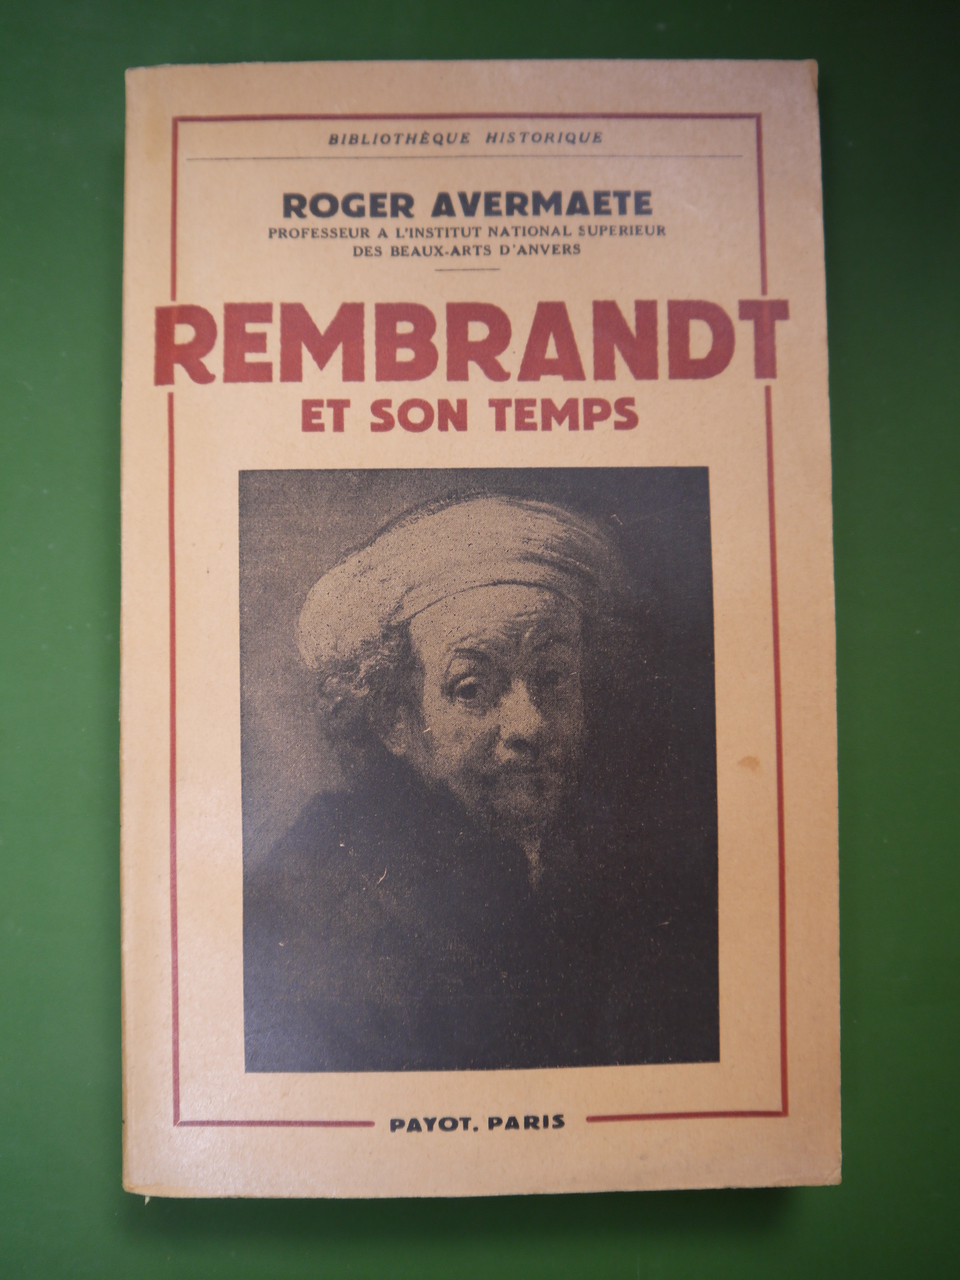 BIBLIOTHÈQUE HISTORIQUE
ROGER AVERMAETE
PROFESSEUR A L'INSTITUT NATIONAL SUPERIEUR
DES BEAUX-ARTS D'ANVERS
REMBRANDT
ET SON TEMPS
PAYOT. PARIS